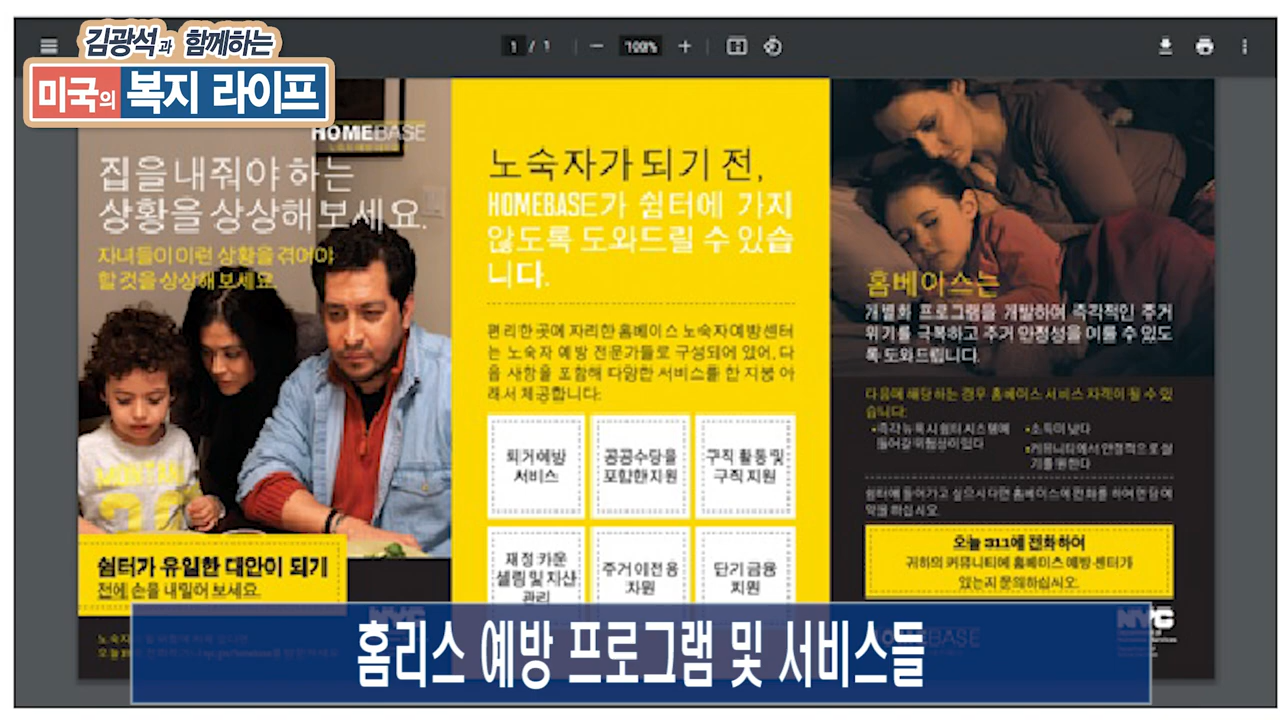 김광석과 함께하는
미국의 복지 라이프
1 / 1
100%
HOMEBASE
집을 내줘야 하는
상황을 상상해 보세요.
자녀들이 이런 상황을 겪어야
할 것을 상상해 보세요.
MONTANA
쉼터가 유일한 대안이 되기
전에 손을 내밀어 보세요.
노숙자가 되기 전,
HOMEBASE가 쉼터에 가지
않도록 도와드릴 수 있습
니다.
편리한 곳에 자리한 홈베이스 노숙자 예방 센터
는 노숙자 예방 전문가들로 구성되어 있어, 다
음 사항을 포함해 다양한 서비스를 한 지붕 아
래서 제공합니다:
퇴거 예방
서비스
공공수당을
포함한 지원
구직 활동 및
구직 지원
재정 카운
셀링 및 자산
관리
주거 이전용
자원
단기 금융
지원
홈베이스는
개별화 프로그램을 개발하여 즉각적인 주거
위기를 극복하고 주거 안정성을 이룰 수 있도
록 도와드립니다.
다음에 해당하는 경우 홈베이스 서비스 자격이 될 수 있
습니다:
•즉각 뉴욕시 쉼터 시스템에
들어갈 위험성이 있다
•소득이 낮다
•커뮤니티에서 안정적으로 살
기를 원한다
쉼터에 들어가고 싶으시다면 홈베이스에 전화를 하여 면담 예
약을 하십시오.
오늘 311에 전화하여
귀하의 커뮤니티에 홈베이스 예방 센터가
있는지 문의하십시오.
HOMEBASE
NYC
홈리스 예방 프로그램 및 서비스들